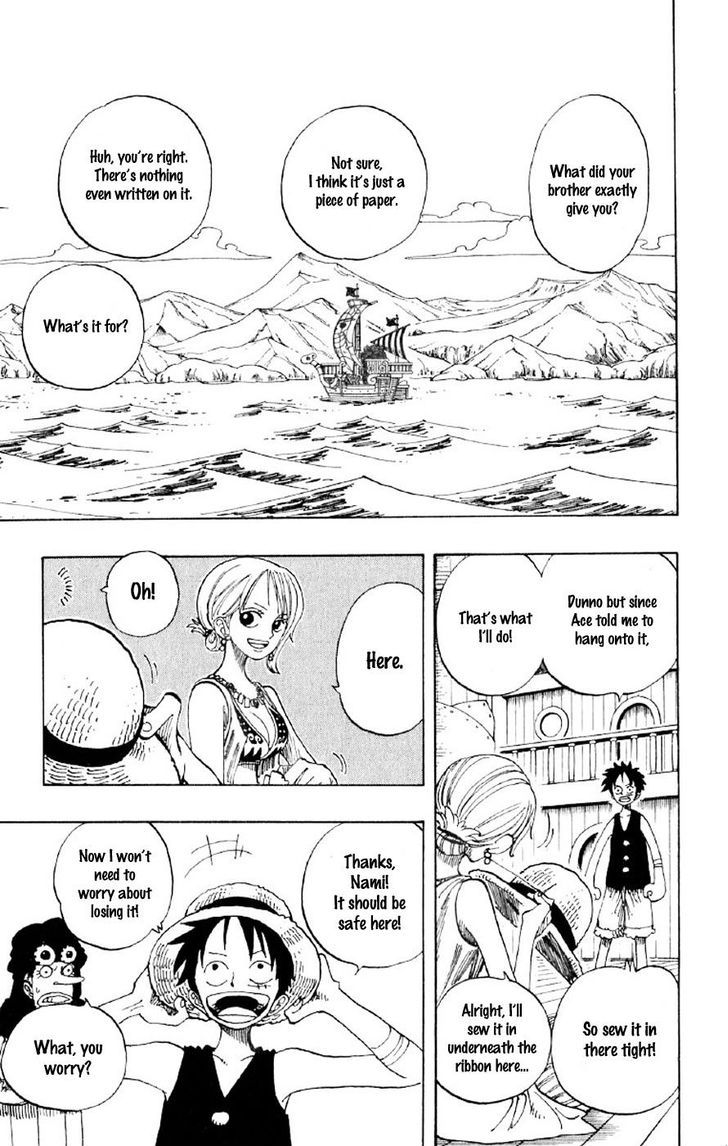 What did your
brother exactly
give you?
Not sure,
I think it's just a
piece of paper.
Huh, you're right.
There's nothing
even written on it.
What's it for?
Dunno but since
Ace told me to
hang onto it,
That's what
I'll do!
So sew it in
there tight!
Alright, I'll
sew it in
underneath the
ribbon here...
Here.
Oh!
Thanks,
Nami!
It should be
safe here!
Now I won't
need to
worry about
losing it!
What, you
worry?